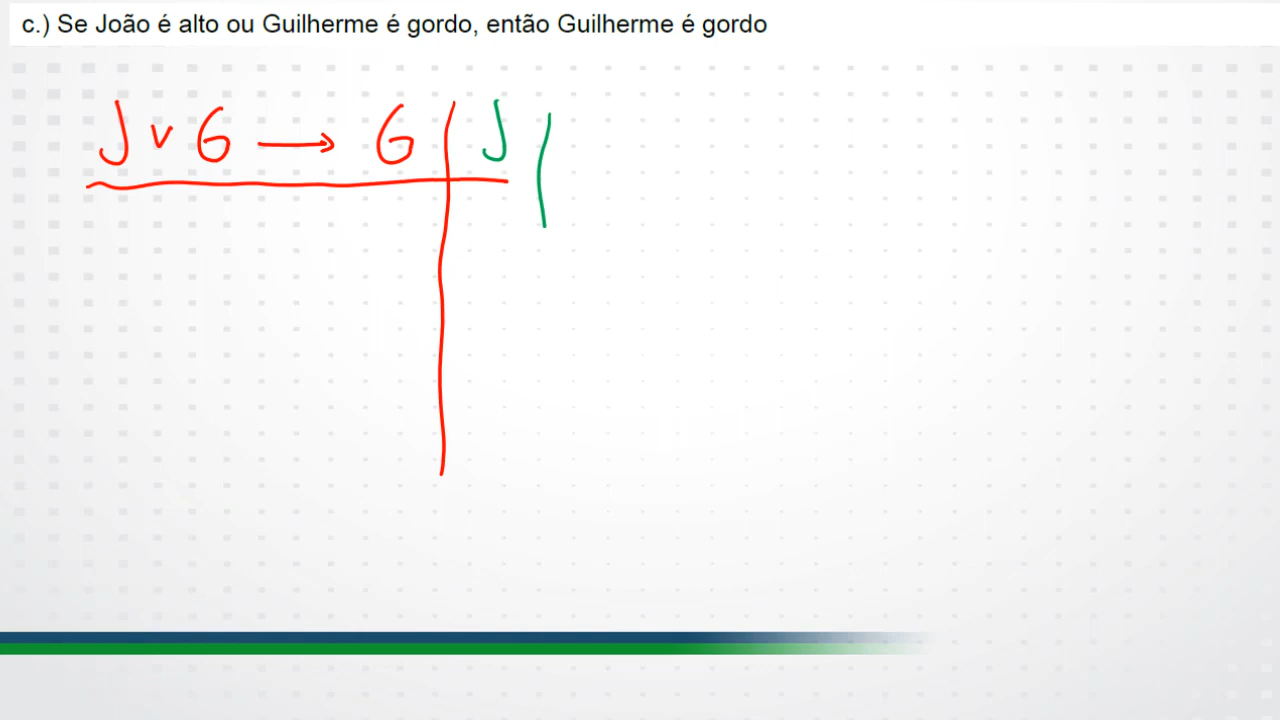 c.) Se João é alto ou Guilherme é gordo, então Guilherme é gordo
J v G → G | J |